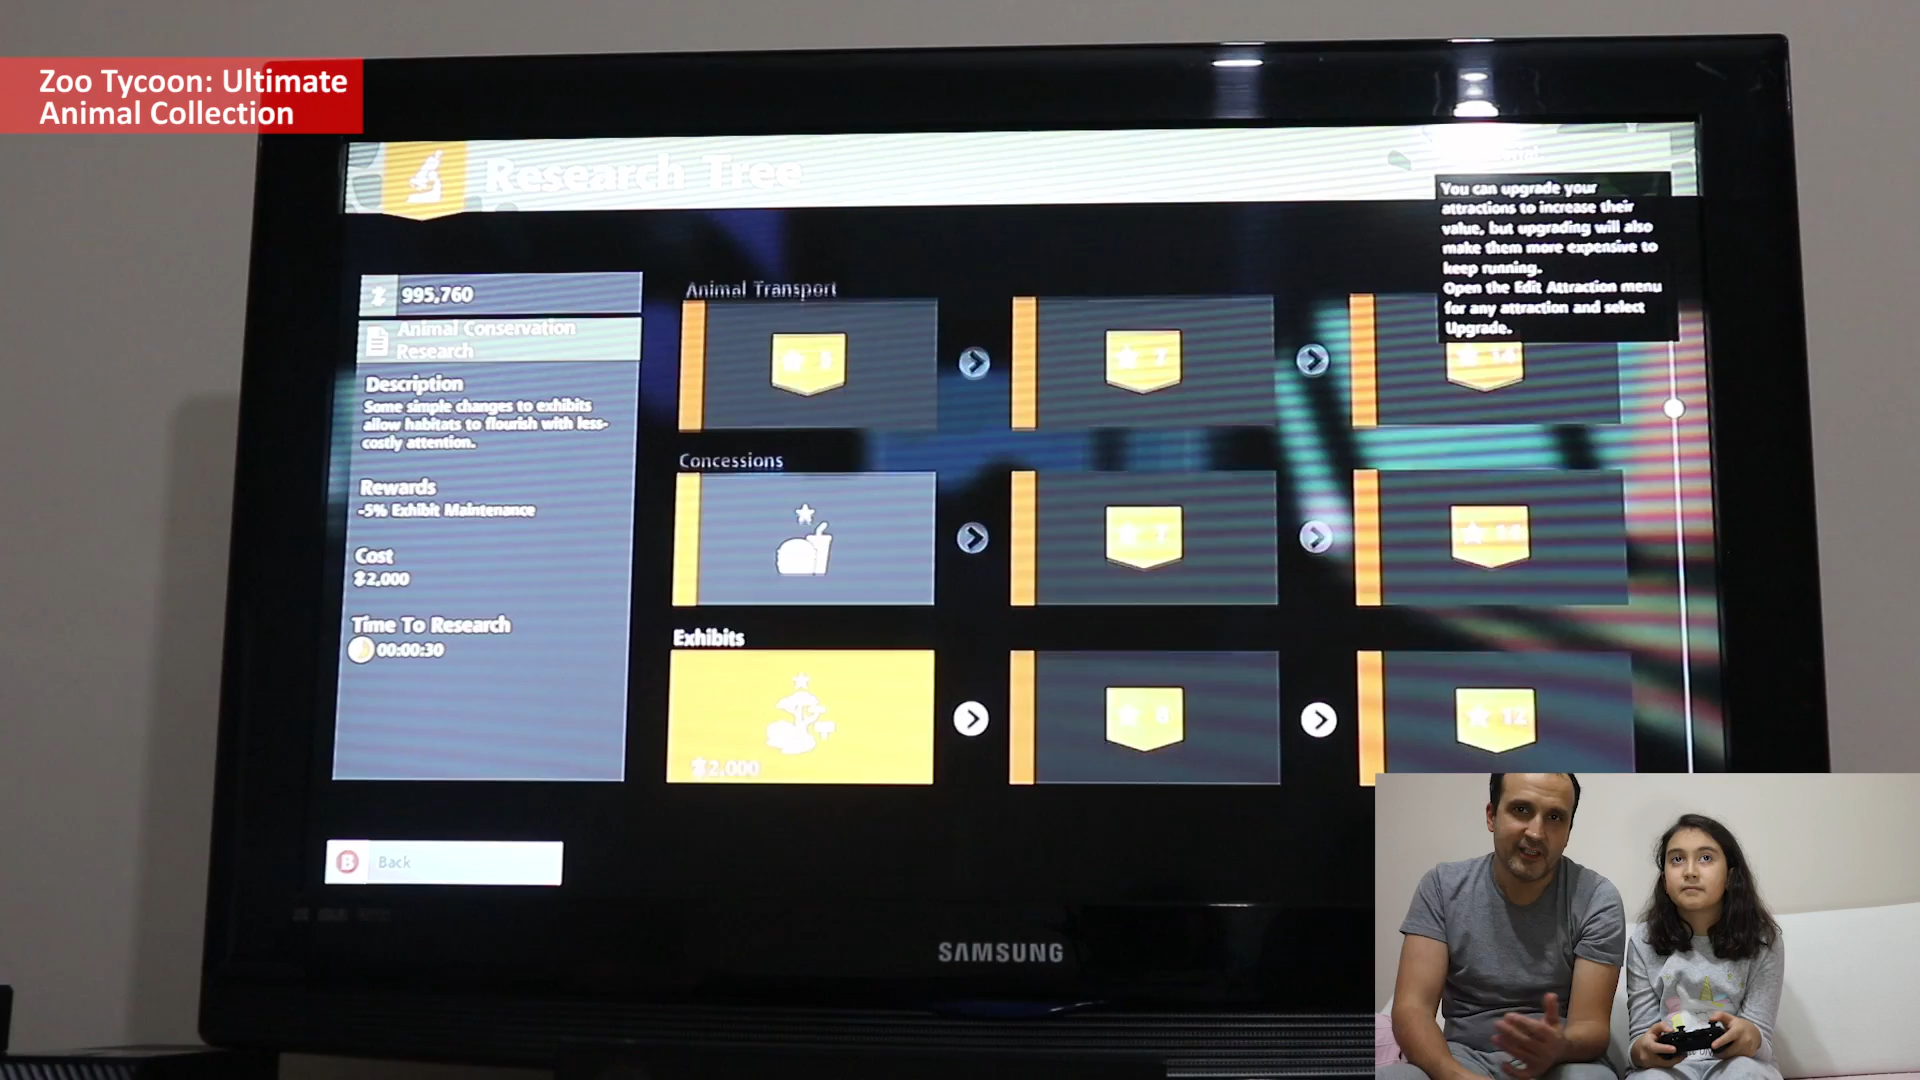 Zoo Tycoon: Ultimate
Animal Collection
Research Tree
You can upgrade your
attractions to increase their
value, but upgrading will also
make them more expensive to
keep running.
Open the Edit Attraction menu
for any attraction and select
Upgrade.
995,760
Animal Conservation
Research
Description
Some simple changes to exhibits
allow habitats to flourish with less-
costly attention.
Rewards
-5% Exhibit Maintenance
Cost
2,000
Time To Research
00:00:30
Animal Transport
Concessions
Exhibits
2,000
12
B Back
SAMSUNG